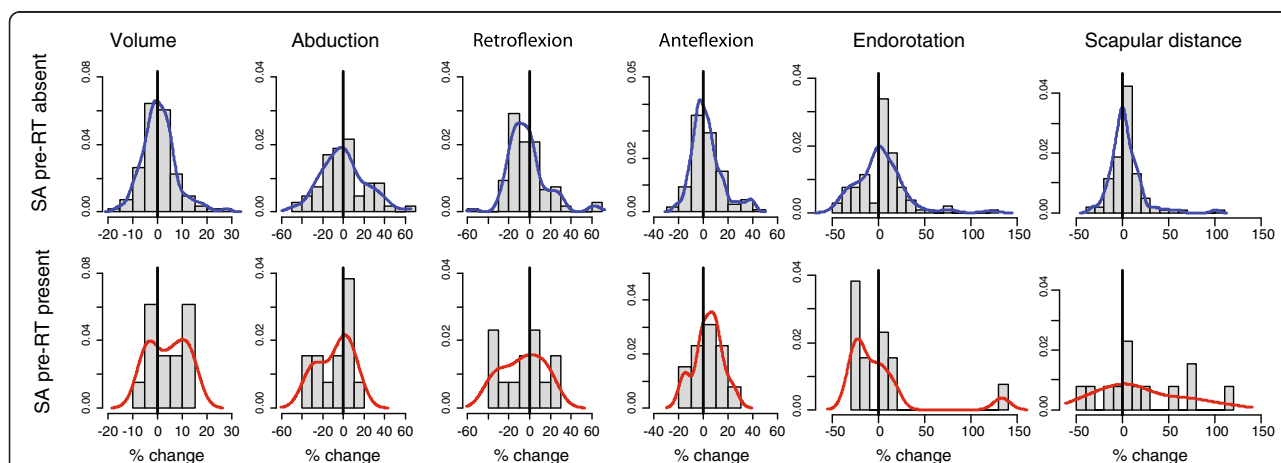 Volume Abduction Retroflexion Anteflexion Endorotation Scapular distance
SA pre-RT absent
0.00 0.04 0.08
-20 -10 0 10 20 30
0.00 0.02 0.04
-60 -20 0 20 40 60
0.00 0.02 0.04
-60 -20 0 20 40 60
0.00 0.02 0.05
-40 -20 0 20 40 60
0.00 0.02 0.04
-50 0 50 100 150
0.00 0.02 0.04
-50 0 50 100 150
SA pre-RT present
0.00 0.04 0.08
-20 -10 0 10 20 30
0.00 0.02 0.04
-60 -20 0 20 40 60
0.00 0.02 0.04
-60 -20 0 20 40 60
0.00 0.02 0.04
-40 -20 0 20 40 60
0.00 0.02 0.04
-50 0 50 100 150
0.00 0.02 0.04
-50 0 50 100 150
% change % change % change % change % change % change